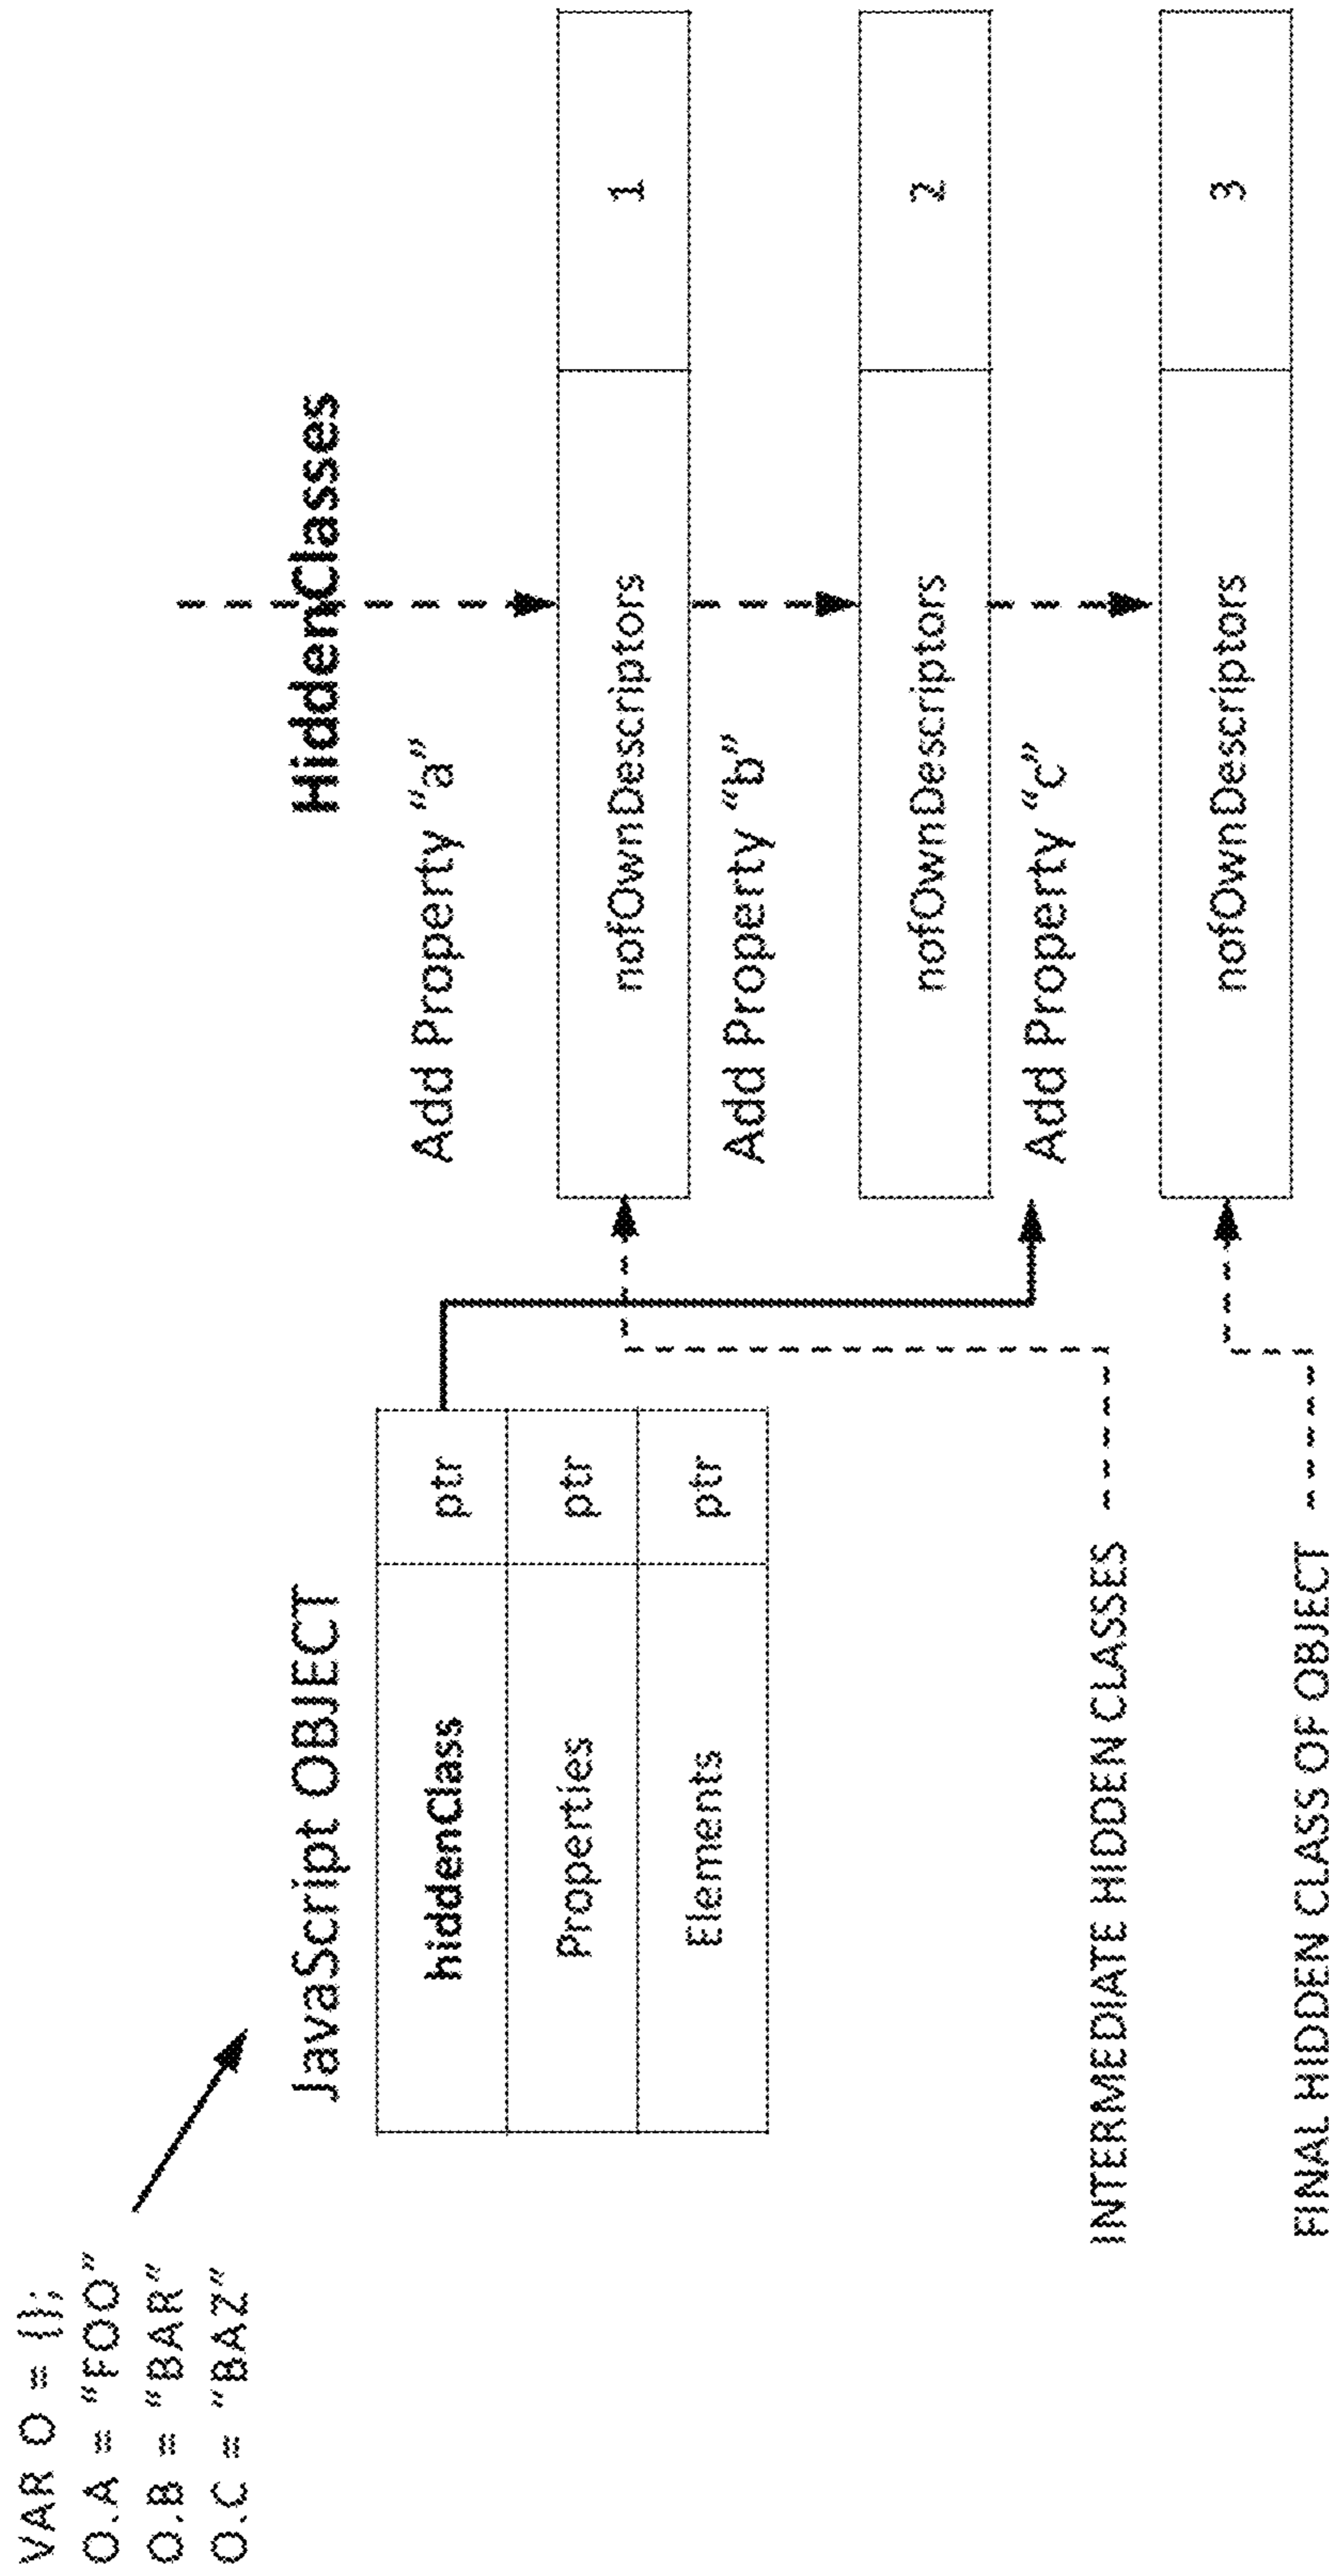 VAR O = {};
O.A = "FOO"
O.B = "BAR"
O.C = "BAZ"
JavaScript OBJECT
hiddenClass ptr
Properties ptr
Elements ptr
HiddenClasses
Add Property "a"
nofOwnDescriptors 1
Add Property "b"
nofOwnDescriptors 2
Add Property "c"
nofOwnDescriptors 3
INTERMEDIATE HIDDEN CLASSES
FINAL HIDDEN CLASS OF OBJECT